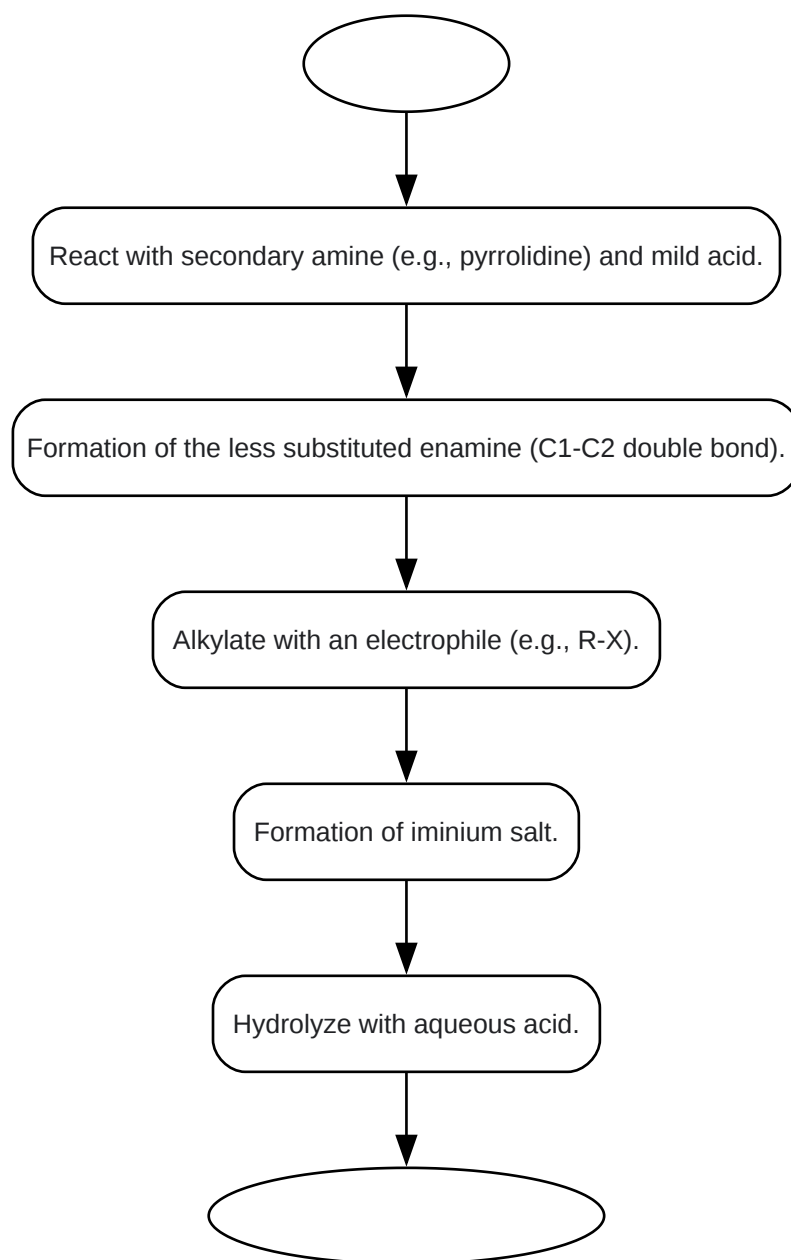 React with secondary amine (e.g., pyrrolidine) and mild acid.
Formation of the less substituted enamine (C1-C2 double bond).
Alkylate with an electrophile (e.g., R-X).
Formation of iminium salt.
Hydrolyze with aqueous acid.